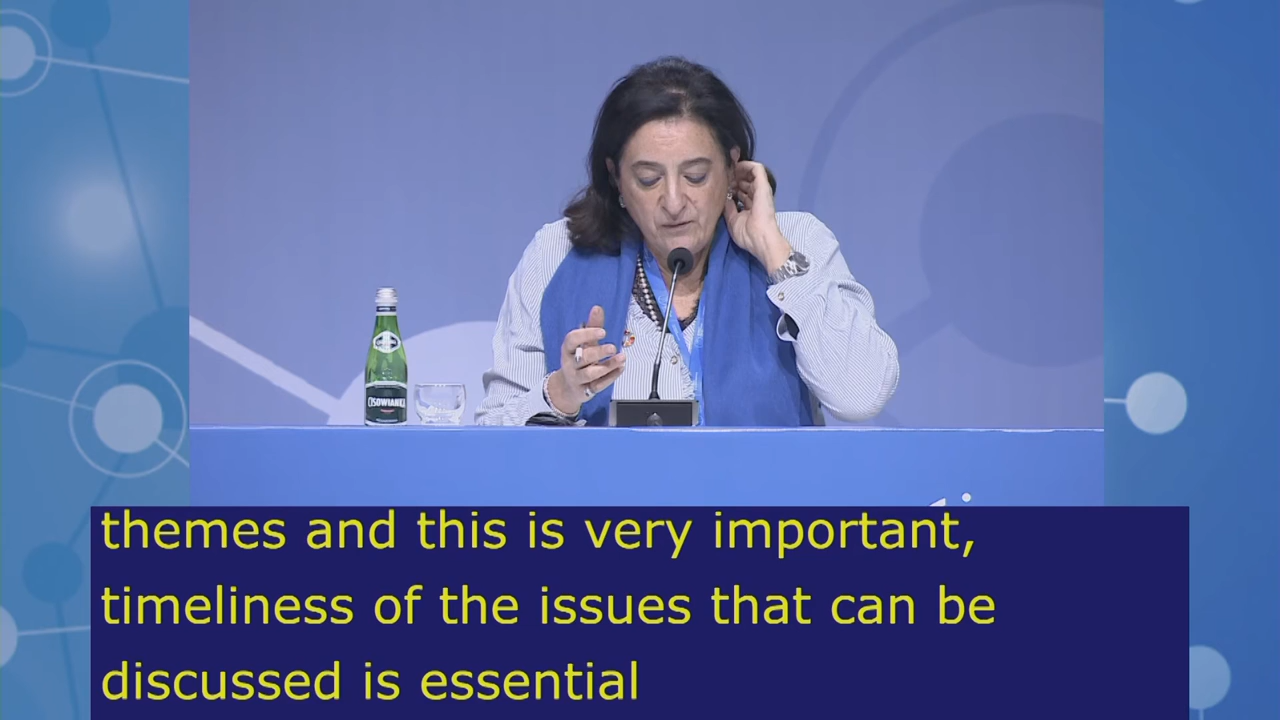 CISOWIANKA
themes and this is very important,
timeliness of the issues that can be
discussed is essential